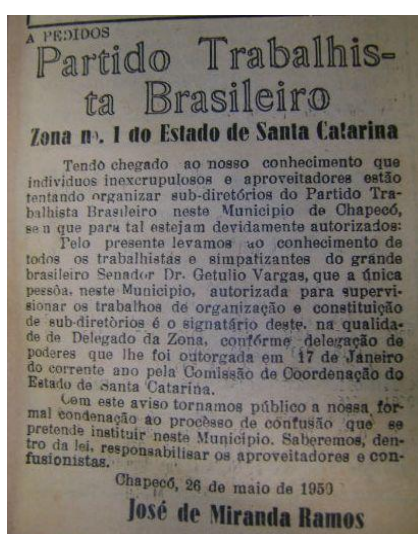 A PEDIDOS
Partido Trabalhis-
ta Brasileiro
Zona no. 1 do Estado de Santa Catarina
Tendo chegado ao nosso conhecimento que
individuos inexcrupulosos e aproveitadores estão
tentando organizar sub-diretórios do Partido Tra-
balhista Brasileiro neste Municipio de Chapecó,
sem que para tal estejam devidamente autorizados:
Pelo presente levamos ao conhecimento de
todos os trabalhistas e simpatizantes do grande
brasileiro Senador Dr. Getulio Vargas, que a única
pessôa, neste Municipio, autorizada para supervi-
sionar os trabalhos de organização e constituição
de sub-diretòrios é o signatário deste, na qualida-
de de Delegado da Zona, confórme delegação de
poderes que lhe foi outorgada em 17 de Janeiro
do corrente ano pela Comissão de Coordenação do
Estado de Santa Catarina.
Com este aviso tornamos público a nossa for-
mal condenação ao processo de confusão que se
pretende instituir neste Município. Saberemos, den-
tro da lei, responsabilisar os aproveitadores e con-
fusionistas.
Chapecó, 26 de maio de 1950
José de Miranda Ramos